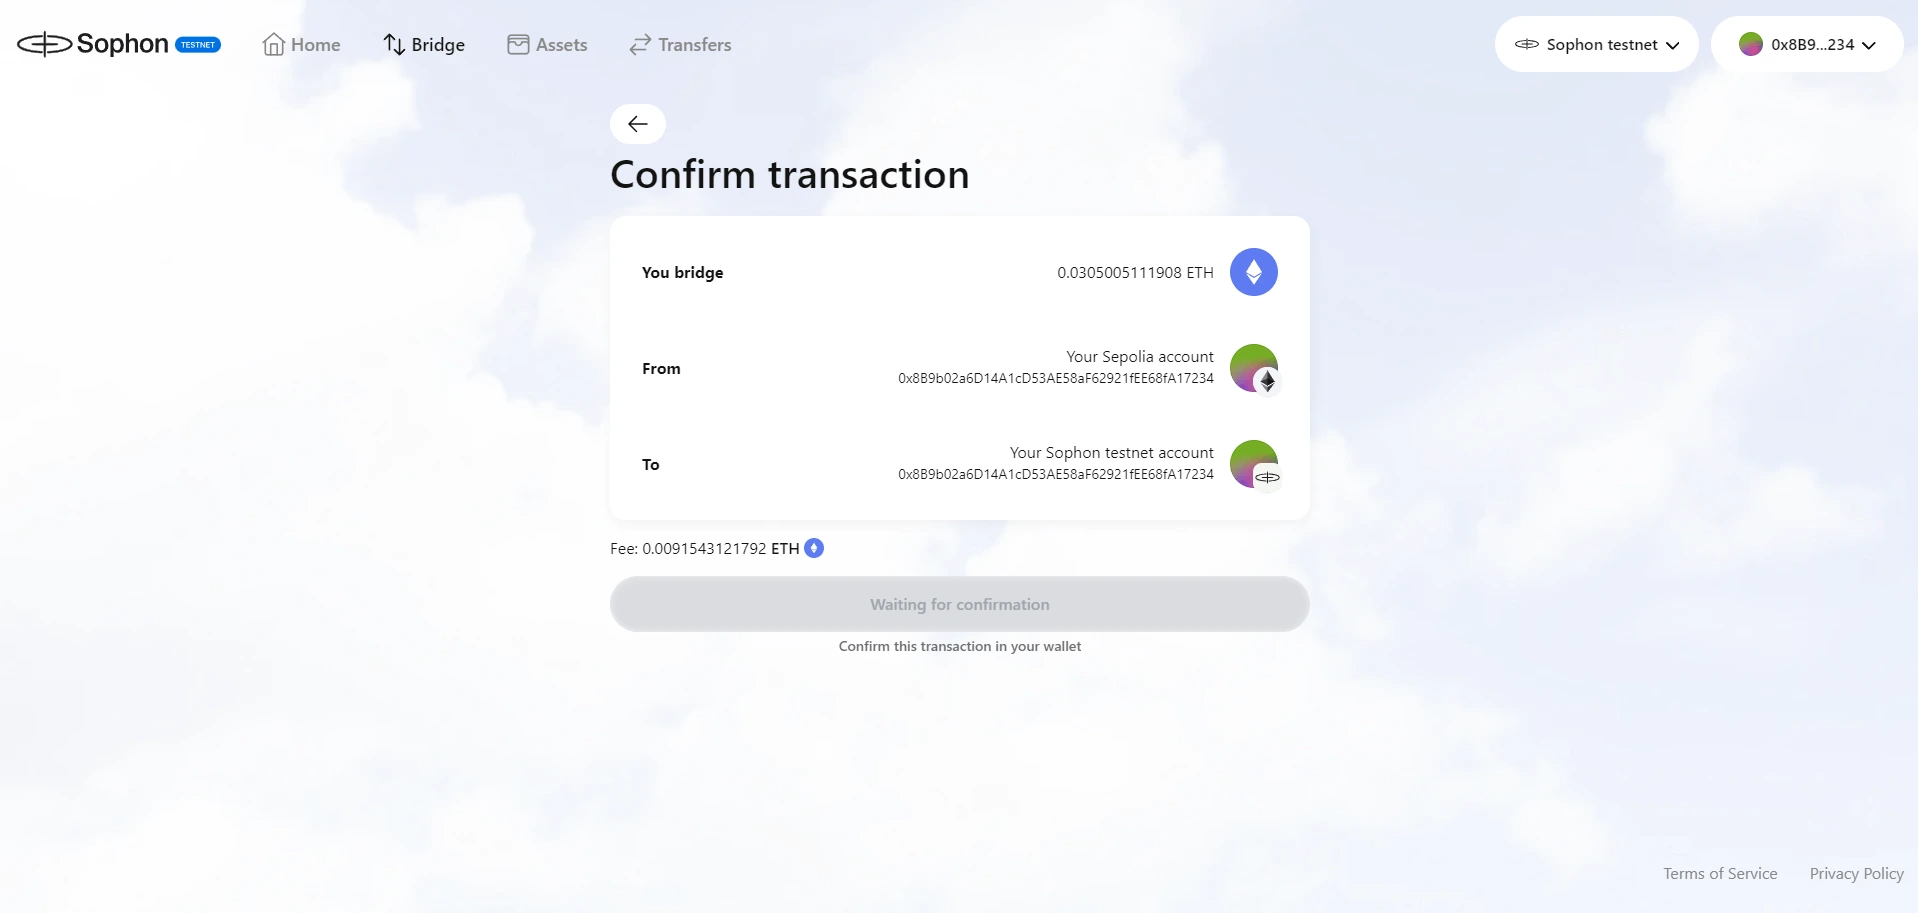 Sophon TESTNET Home Bridge Assets Transfers Sophon testnet 0x8B9...234
Confirm transaction
You bridge 0.0305005111908 ETH
From Your Sepolia account
0x8B9b02a6D14A1cD53AE58aF62921fEE68fA17234
To Your Sophon testnet account
0x8B9b02a6D14A1cD53AE58aF62921fEE68fA17234
Fee: 0.0091543121792 ETH
Waiting for confirmation
Confirm this transaction in your wallet
Terms of Service Privacy Policy